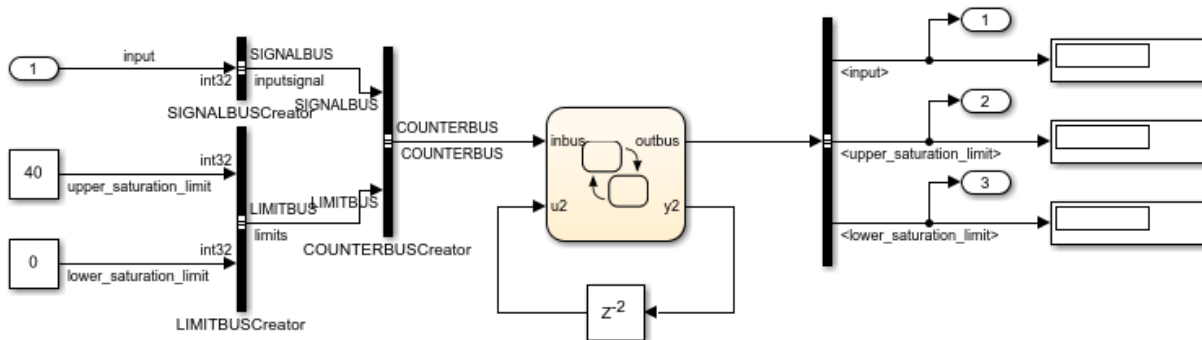 1
input
int32
SIGNALBUS
inputsignal
SIGNALBUSCreator
SIGNALBUS
40
int32
upper_saturation_limit
0
int32
lower_saturation_limit
LIMITBUS
limits
LIMITBUS
LIMITBUSCreator
COUNTERBUS
COUNTERBUS
COUNTERBUSCreator
inbus
outbus
u2
y2
Z-2
1
<input>
2
<upper_saturation_limit>
3
<lower_saturation_limit>